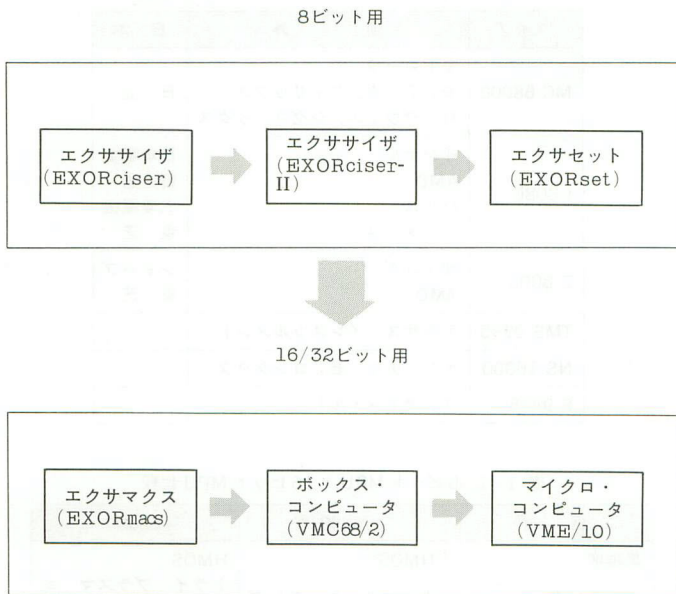 8ビット用
エクササイザ
(EXORciser)
エクササイザ
(EXORciser-
II)
エクサセット
(EXORset)
16/32ビット用
エクサマクス
(EXORmacs)
ボックス・
コンピュータ
(VMC68/2)
マイクロ・
コンピュータ
(VME/10)